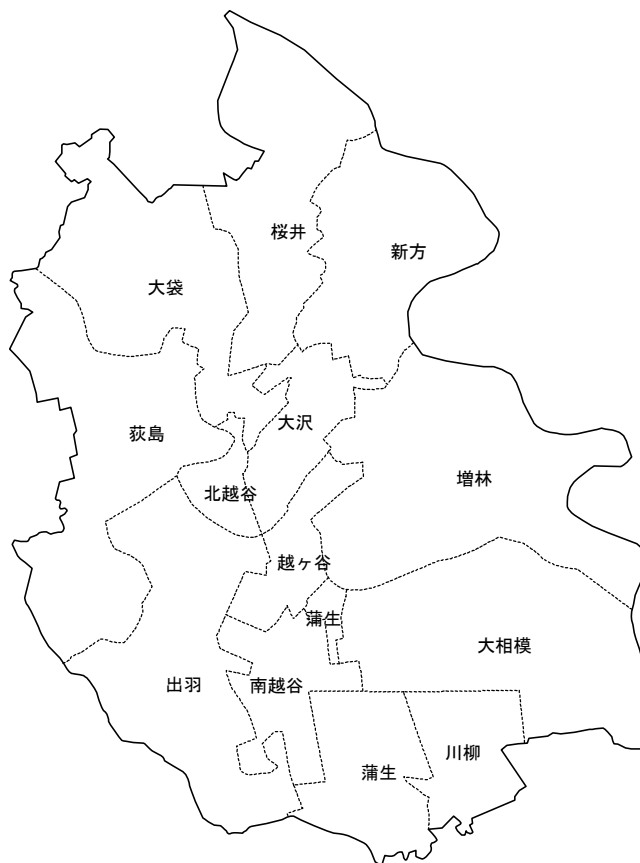 桜井
新方
大袋
大沢
荻島
増林
北越谷
越ヶ谷
蒲生
大相模
出羽
南越谷
川柳
蒲生